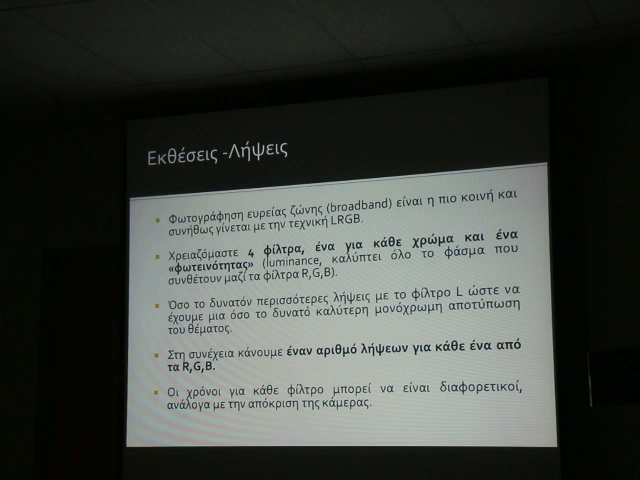 Εκθέσεις -Λήψεις
Φωτογράφηση ευρείας ζώνης (broadband) είναι η πιο κοινή και
συνήθως γίνεται με την τεχνική LRGB.
Χρειαζόμαστε 4 φίλτρα, ένα για κάθε χρώμα και ένα
«φωτεινότητας» (luminance, καλύπτει όλο το φάσμα που
συνθέτουν μαζί τα φίλτρα R,G,B).
Όσο το δυνατόν περισσότερες λήψεις με το φίλτρο L ώστε να
έχουμε μια όσο το δυνατό καλύτερη μονόχρωμη αποτύπωση
του θέματος.
Στη συνέχεια κάνουμε έναν αριθμό λήψεων για κάθε ένα από
τα R,G,B.
Οι χρόνοι για κάθε φίλτρο μπορεί να είναι διαφορετικοί,
ανάλογα με την απόκριση της κάμερας.